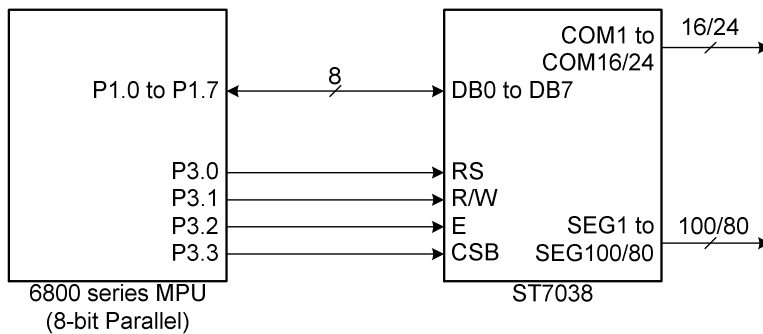 P1.0 to P1.7
P3.0
P3.1
P3.2
P3.3
6800 series MPU
(8-bit Parallel)
8
COM1 to
COM16/24
DB0 to DB7
RS
R/W
E
CSB
SEG1 to
SEG100/80
ST7038
16/24
100/80